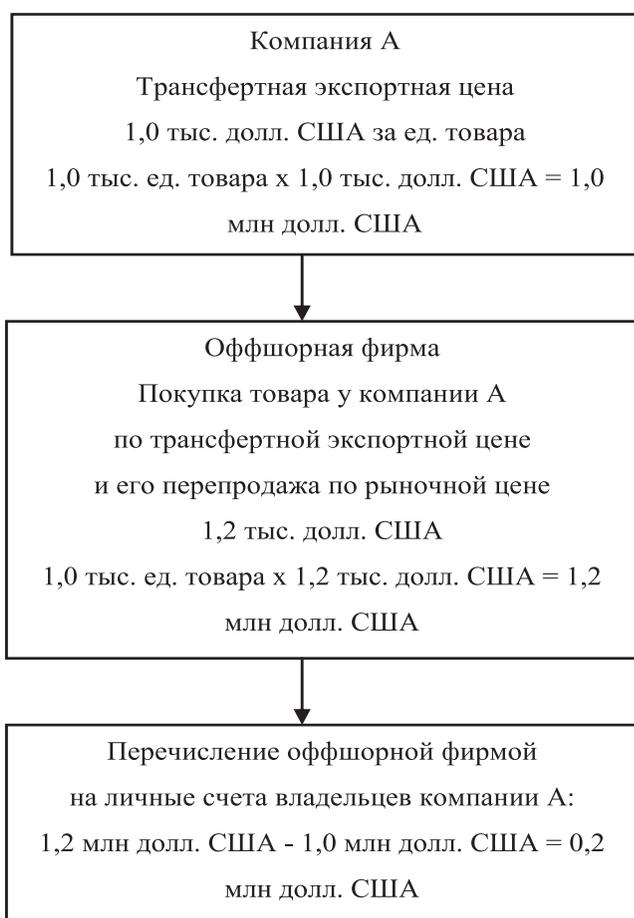 Компания А
Трансфертная экспортная цена
1,0 тыс. долл. США за ед. товара
1,0 тыс. ед. товара х 1,0 тыс. долл. США = 1,0
млн долл. США
Оффшорная фирма
Покупка товара у компании А
по трансфертной экспортной цене
и его перепродажа по рыночной цене
1,2 тыс. долл. США
1,0 тыс. ед. товара х 1,2 тыс. долл. США = 1,2
млн долл. США
Перечисление оффшорной фирмой
на личные счета владельцев компании А:
1,2 млн долл. США - 1,0 млн долл. США = 0,2
млн долл. США